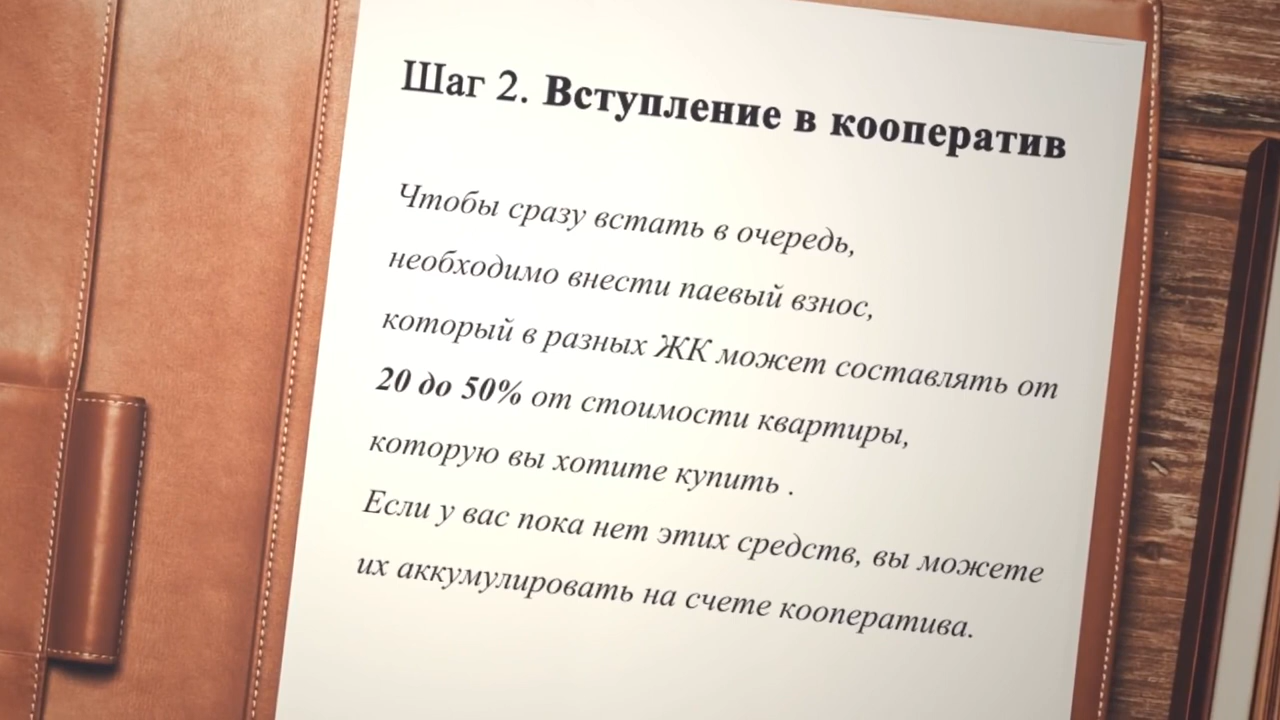 Шаг 2. Вступление в кооператив
Чтобы сразу встать в очередь,
необходимо внести паевый взнос,
который в разных ЖК может составлять от
20 до 50% от стоимости квартиры,
которую вы хотите купить .
Если у вас пока нет этих средств, вы можете
их аккумулировать на счете кооператива.